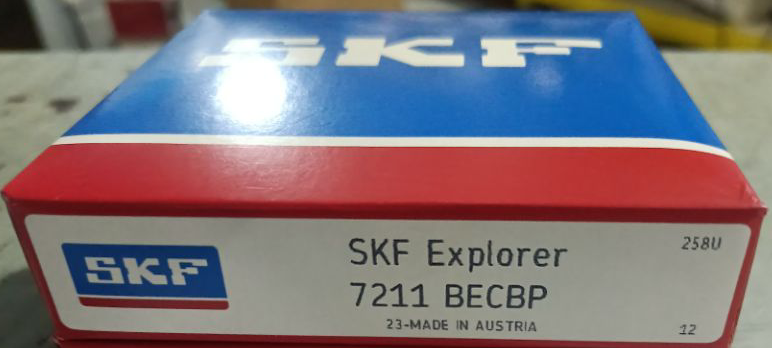 SKF
SKF
SKF Explorer
258U
7211 BECBP
23-MADE IN AUSTRIA
12